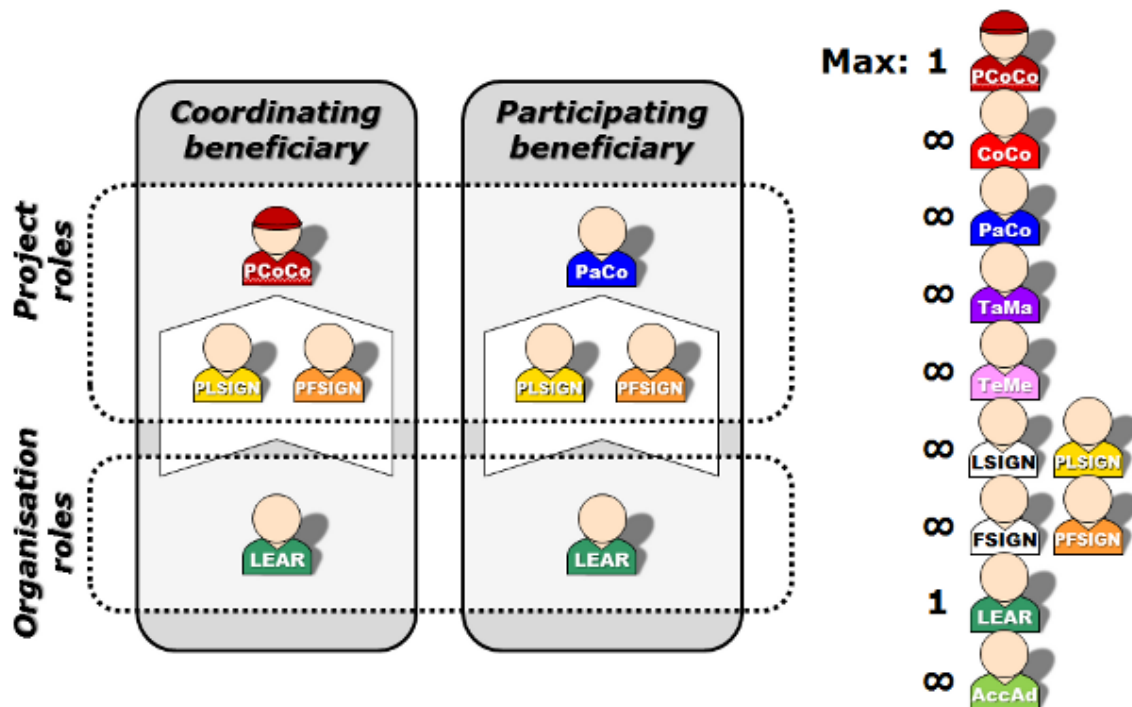 Coordinating
beneficiary
Participating
beneficiary
Project
roles
PCoCo
PaCo
PLSIGN
PFSIGN
PLSIGN
PFSIGN
Organisation
roles
LEAR
LEAR
Max: 1 PCoCo
∞ CoCo
∞ PaCo
∞ TaMa
∞ TeMe
∞ LSIGN PLSIGN
∞ FSIGN PFSIGN
1 LEAR
∞ AccAd